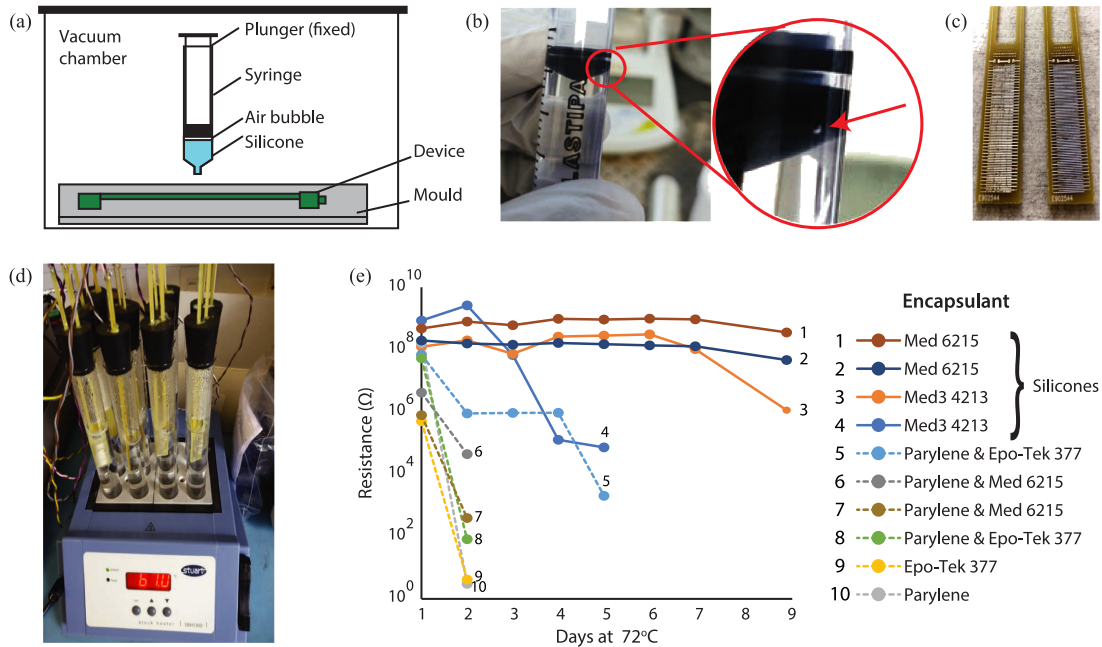 (a)
Vacuum
chamber
Plunger (fixed)
Syringe
Air bubble
Silicone
Device
Mould
(b)
LASTIPA
(c)
E902544
E902544
(d)
61.0
stuart
block heater
(e)
Resistance (Ω)
10^10
10^8
10^6
10^4
10^2
10^0
1 2 3 4 5 6 7 8 9
Days at 72°C
1
2
3
4
5
6
7
8
9
10
Encapsulant
1 Med 6215
2 Med 6215
3 Med3 4213
4 Med3 4213
Silicones
5 Parylene & Epo-Tek 377
6 Parylene & Med 6215
7 Parylene & Med 6215
8 Parylene & Epo-Tek 377
9 Epo-Tek 377
10 Parylene